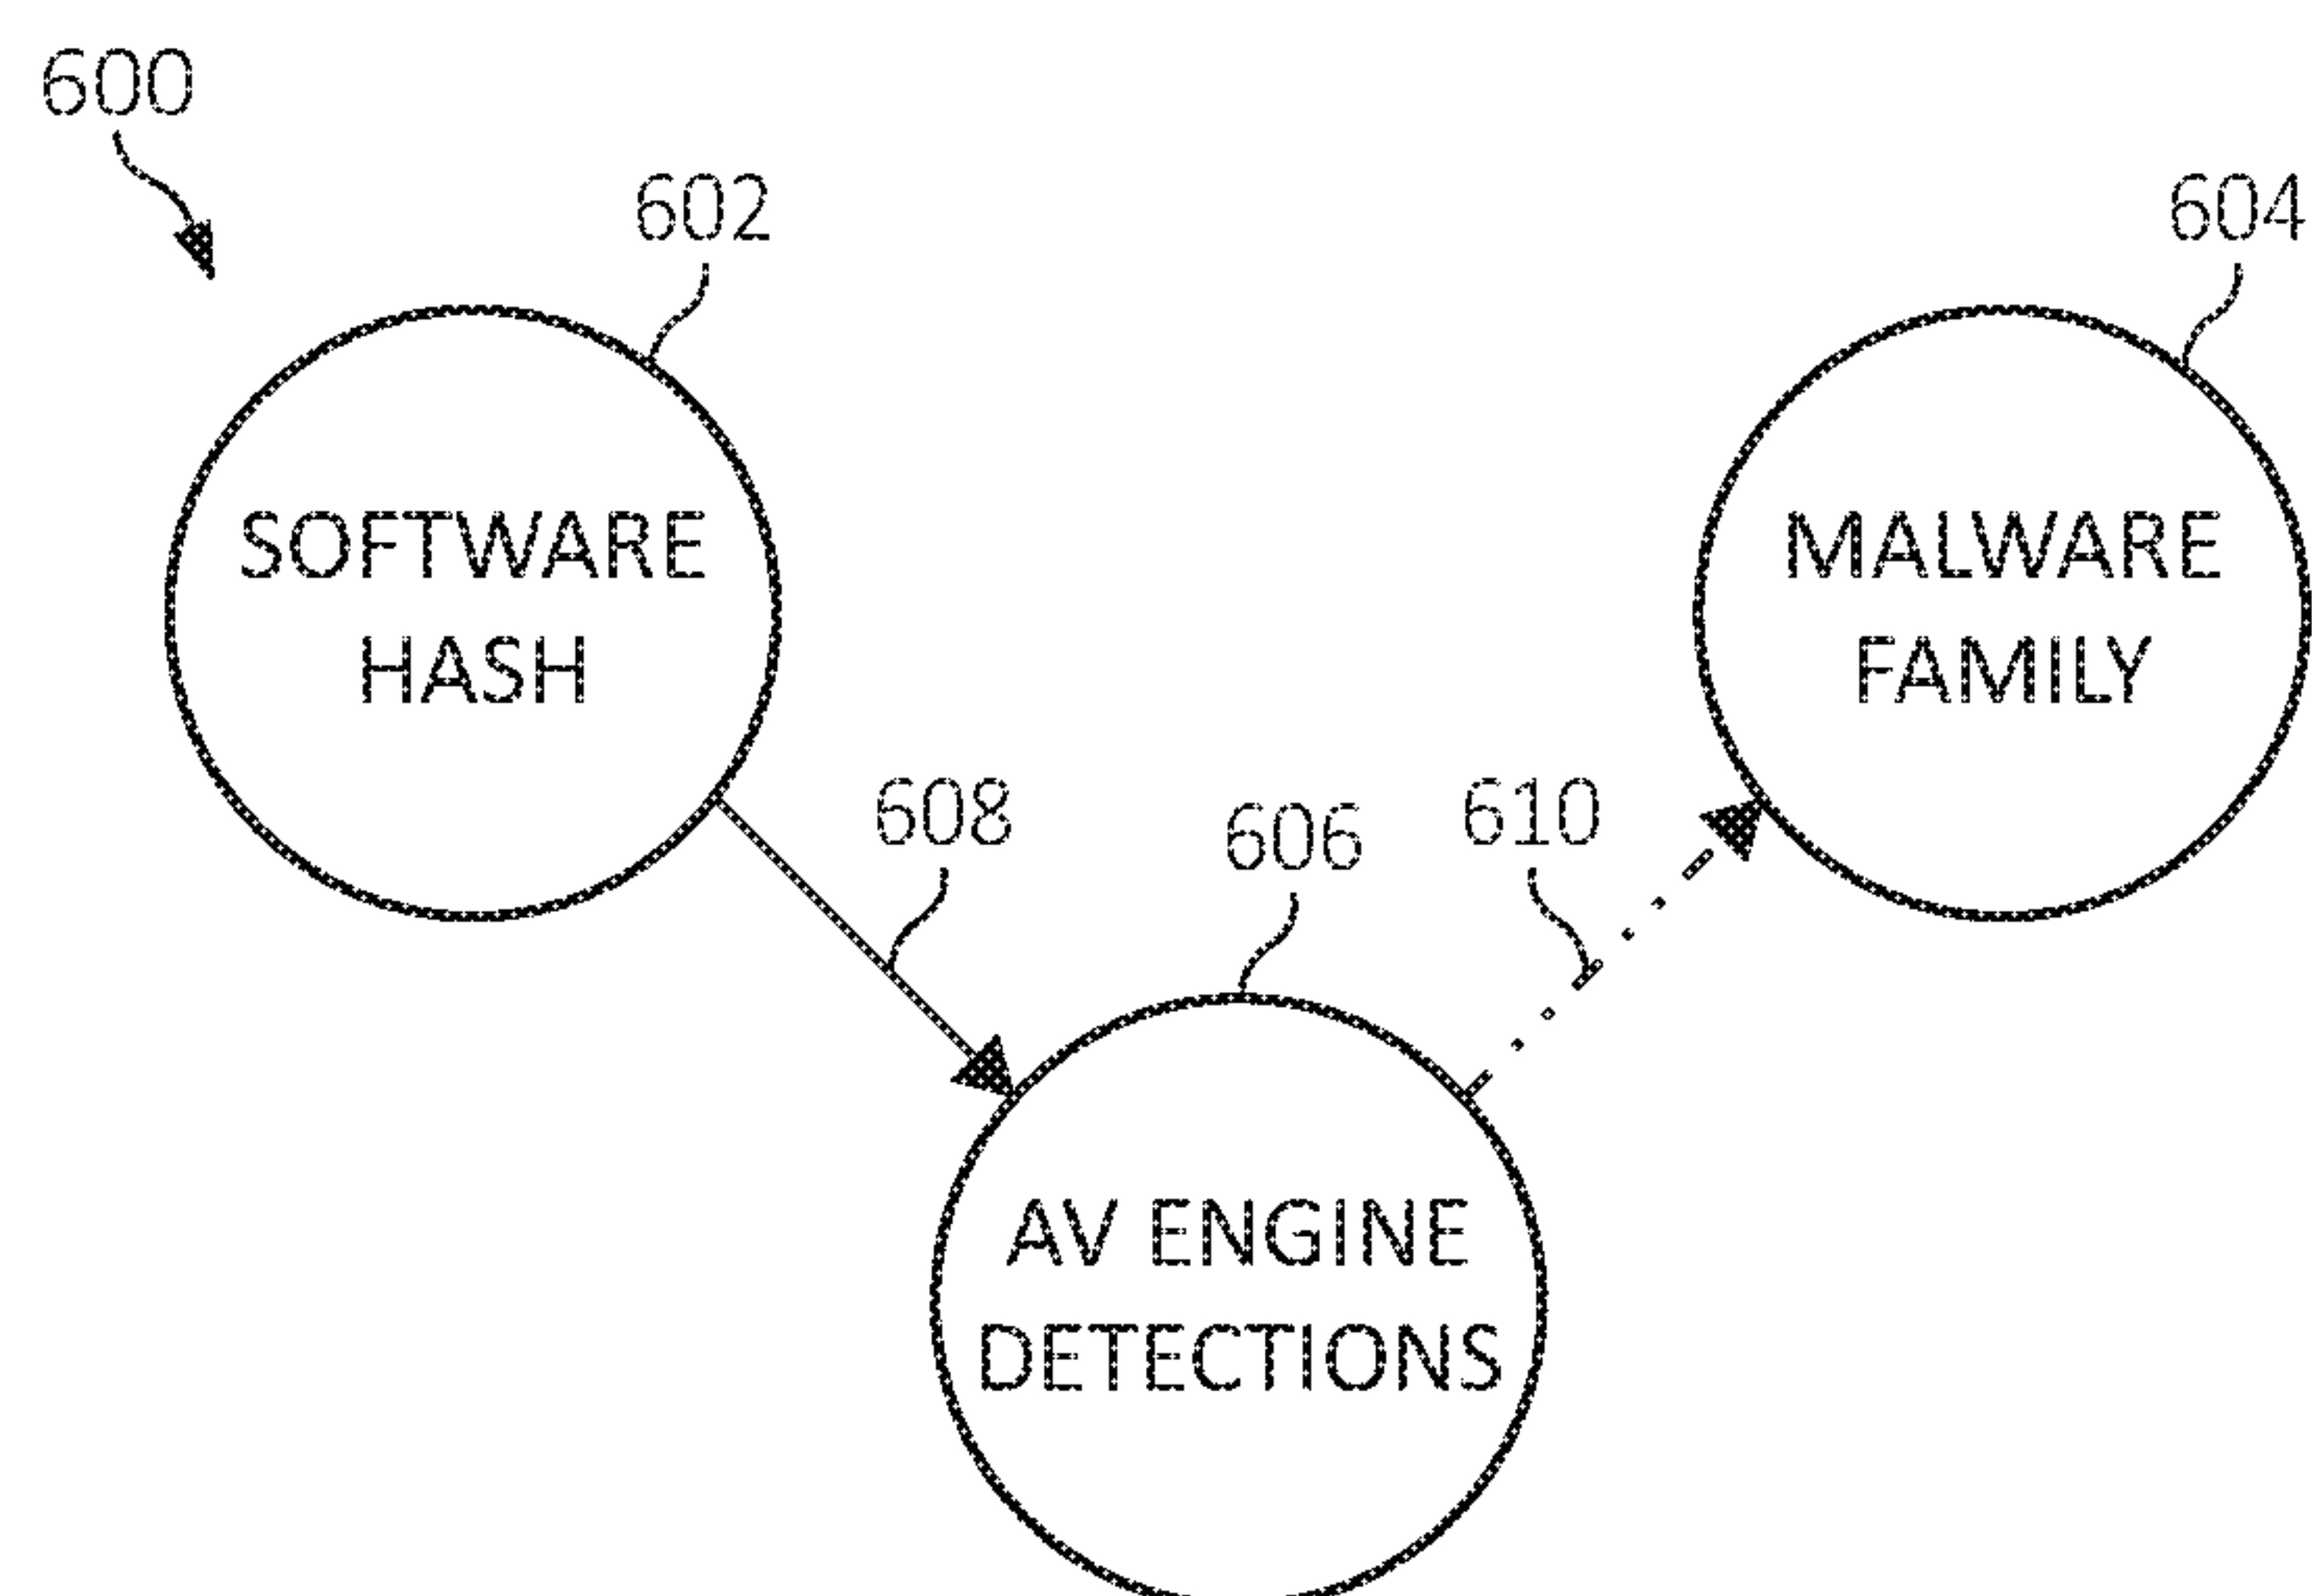 600
602
604
SOFTWARE
HASH
MALWARE
FAMILY
608
606
610
AV ENGINE
DETECTIONS